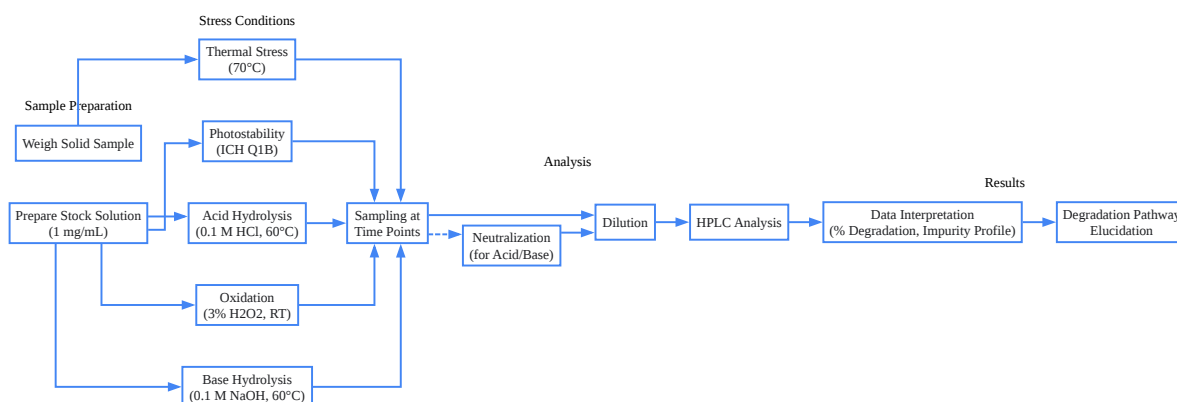 Stress Conditions
Thermal Stress
(70°C)
Sample Preparation
Weigh Solid Sample
Photostability
(ICH Q1B)
Analysis
Results
Prepare Stock Solution
(1 mg/mL)
Acid Hydrolysis
(0.1 M HCl, 60°C)
Sampling at
Time Points
Neutralization
(for Acid/Base)
Dilution
HPLC Analysis
Data Interpretation
(% Degradation, Impurity Profile)
Degradation Pathway
Elucidation
Oxidation
(3% H2O2, RT)
Base Hydrolysis
(0.1 M NaOH, 60°C)